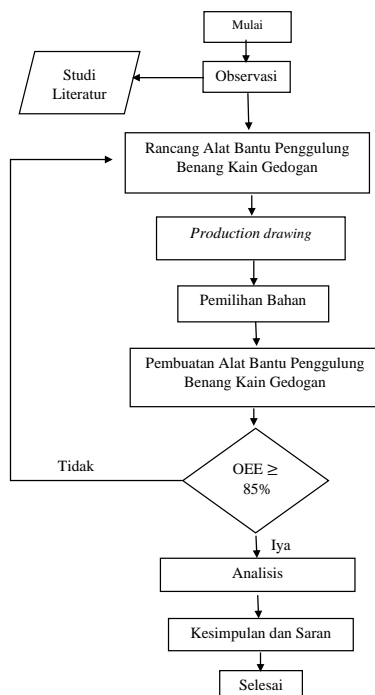 Mulai
Studi
Literatur
Observasi
Rancang Alat Bantu Penggulung
Benang Kain Gedogan
Production drawing
Pemilihan Bahan
Pembuatan Alat Bantu Penggulung
Benang Kain Gedogan
Tidak
OEE ≥
85%
Iya
Analisis
Kesimpulan dan Saran
Selesai